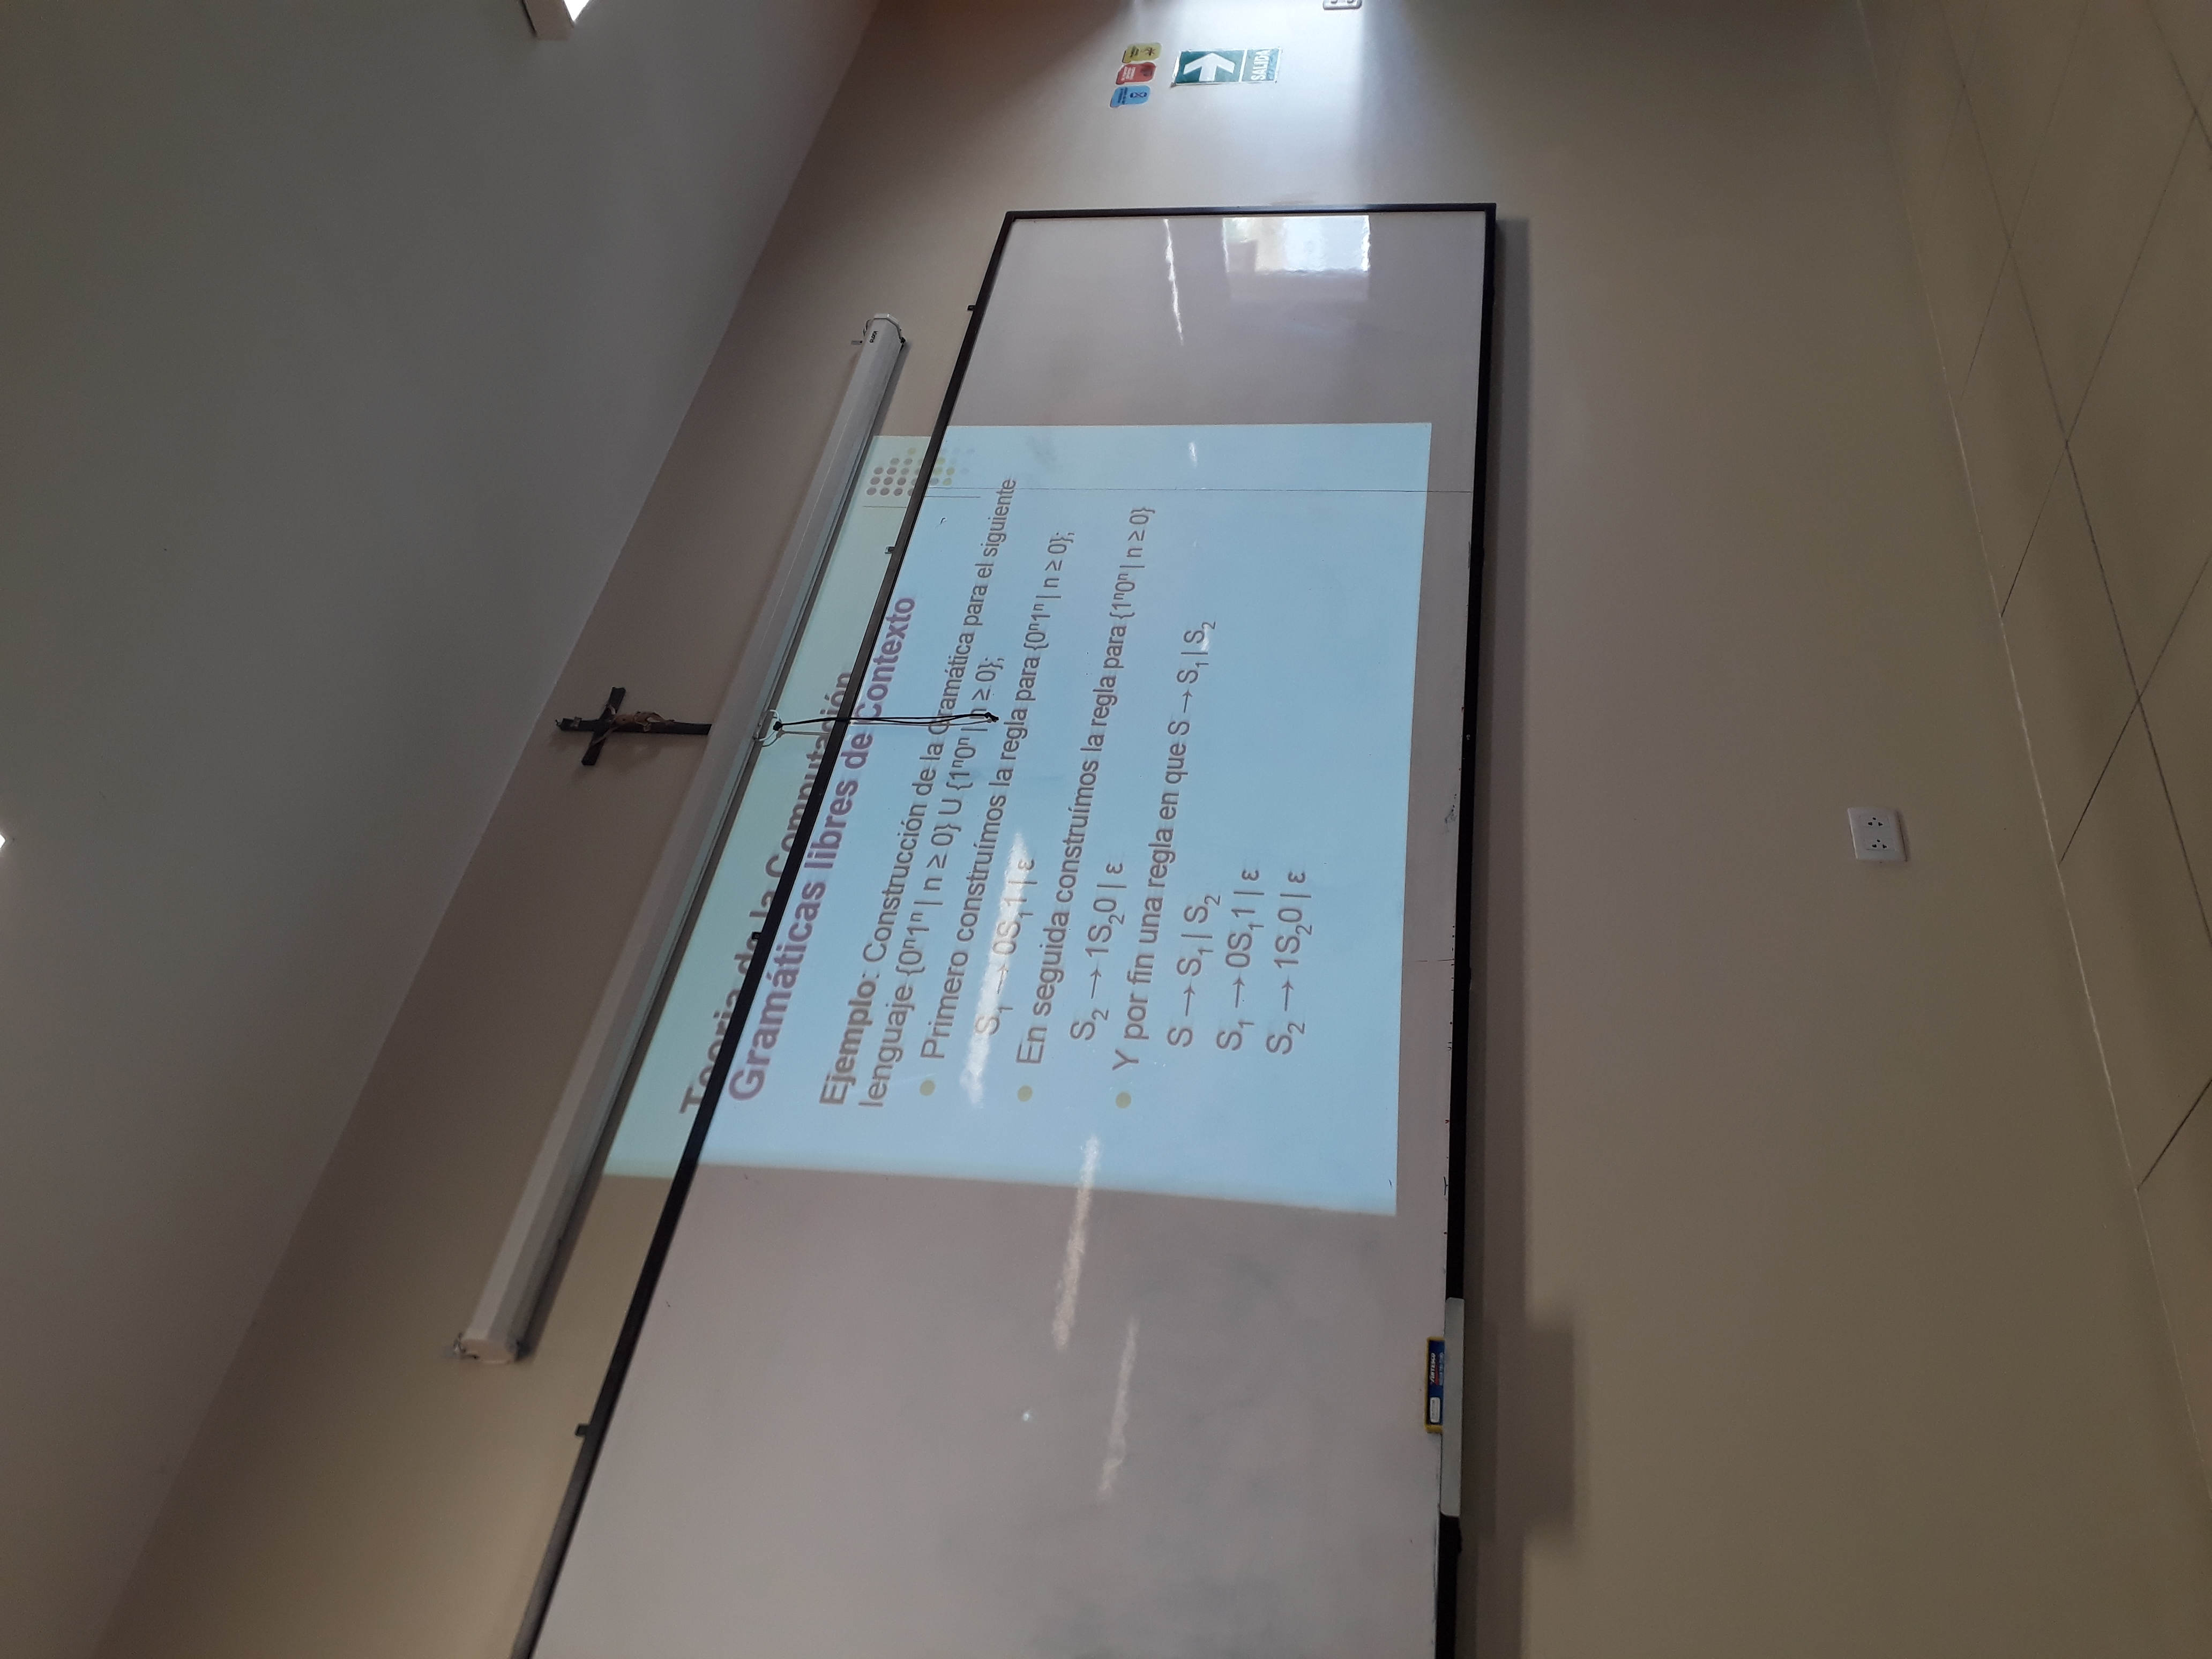 Teoria de la Computación
Gramáticas libres de Contexto
Ejemplo: Construcción de la Gramática para el siguiente
lenguaje {0ⁿ1ⁿ | n ≥ 0} U {1ⁿ0ⁿ | n ≥ 0};
Primero construímos la regla para {0ⁿ1ⁿ | n ≥ 0};
S₁ → 0S₁1 | ε
En seguida construímos la regla para {1ⁿ0ⁿ | n ≥ 0}
S₂ → 1S₂0 | ε
Y por fin una regla en que S → S₁ | S₂
S → S₁ | S₂
S₁ → 0S₁1 | ε
S₂ → 1S₂0 | ε
SALIDA